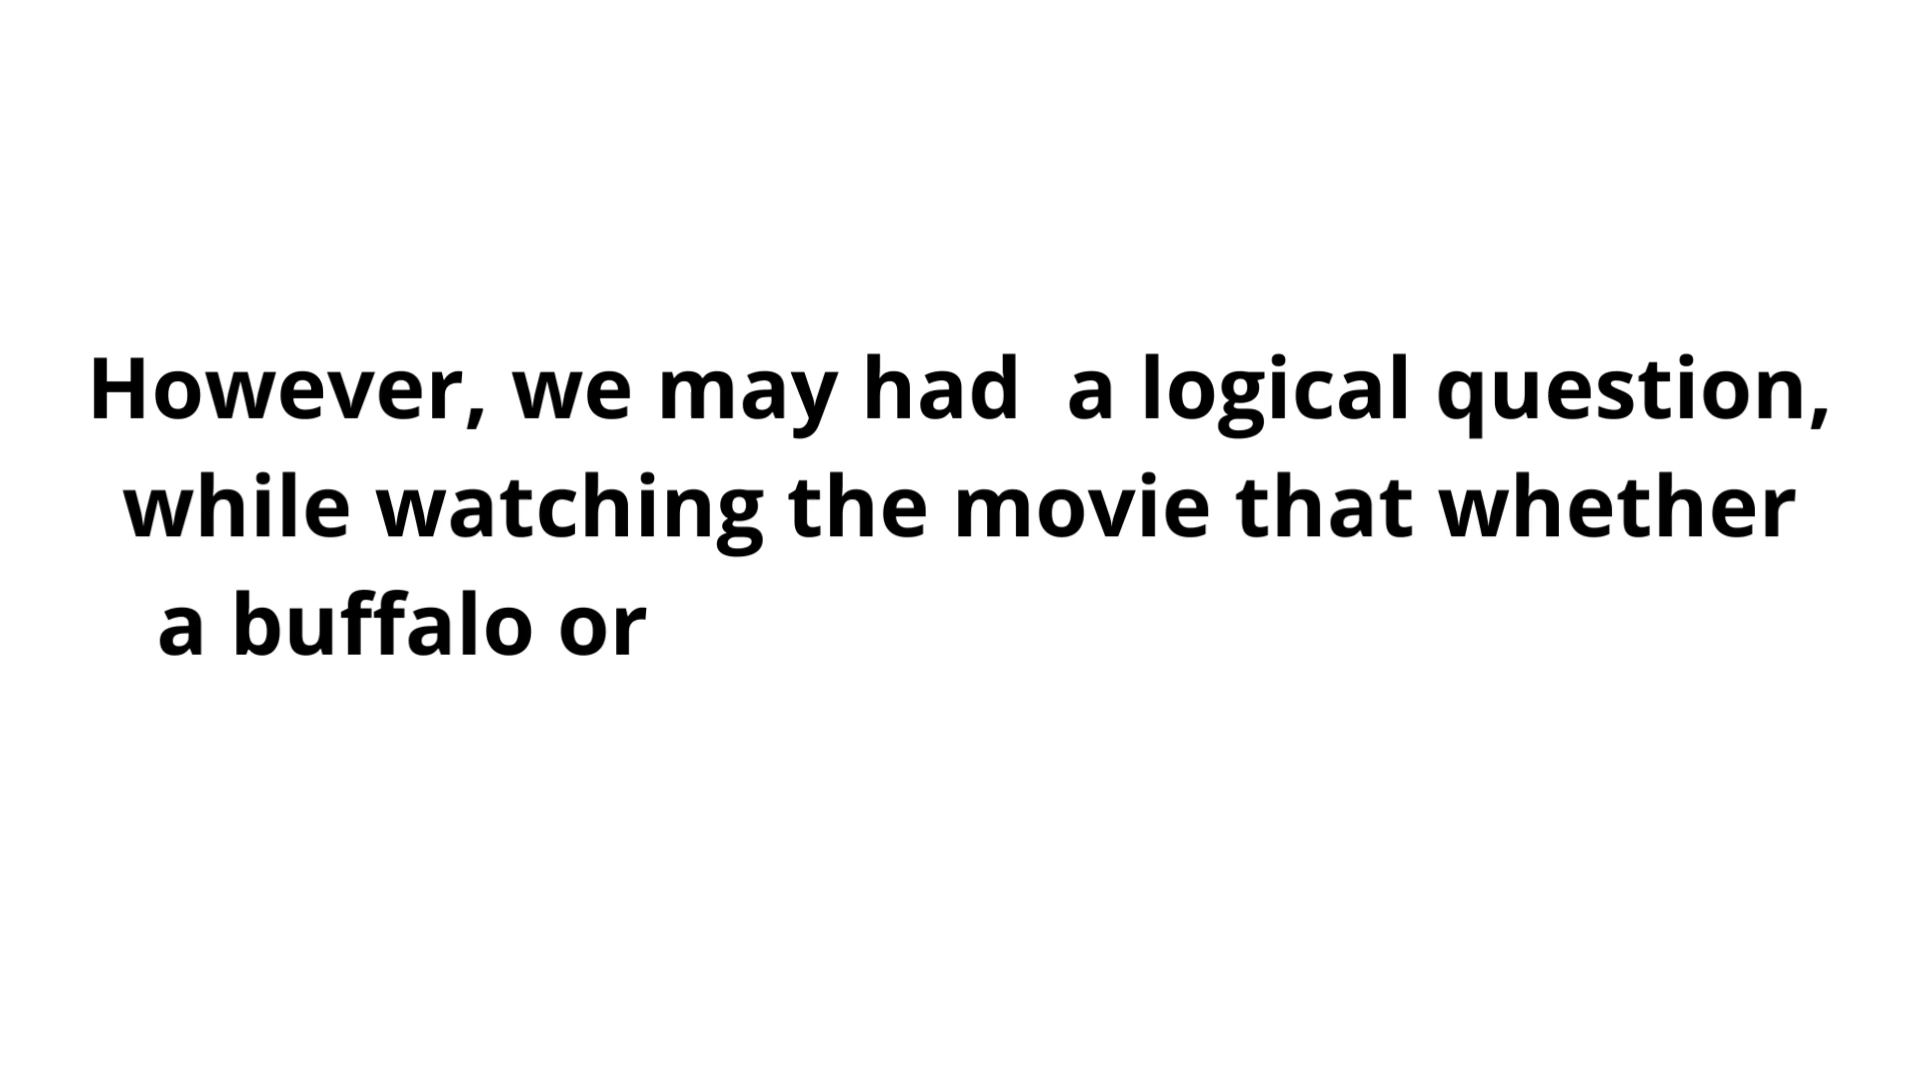 However, we may had  a logical question,
while watching the movie that whether
a buffalo or